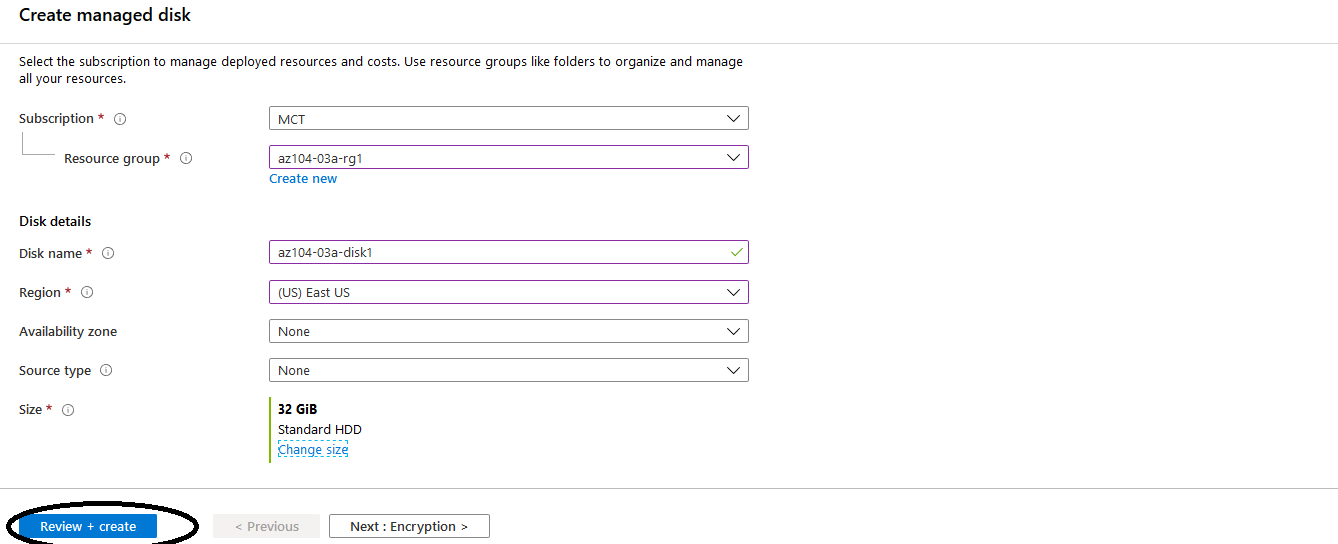 Create managed disk
Select the subscription to manage deployed resources and costs. Use resource groups like folders to organize and manage
all your resources.
Subscription *
MCT
Resource group *
az104-03a-rg1
Create new
Disk details
Disk name *
az104-03a-disk1
Region *
(US) East US
Availability zone
None
Source type
None
Size *
32 GiB
Standard HDD
Change size
Review + create
< Previous
Next : Encryption >